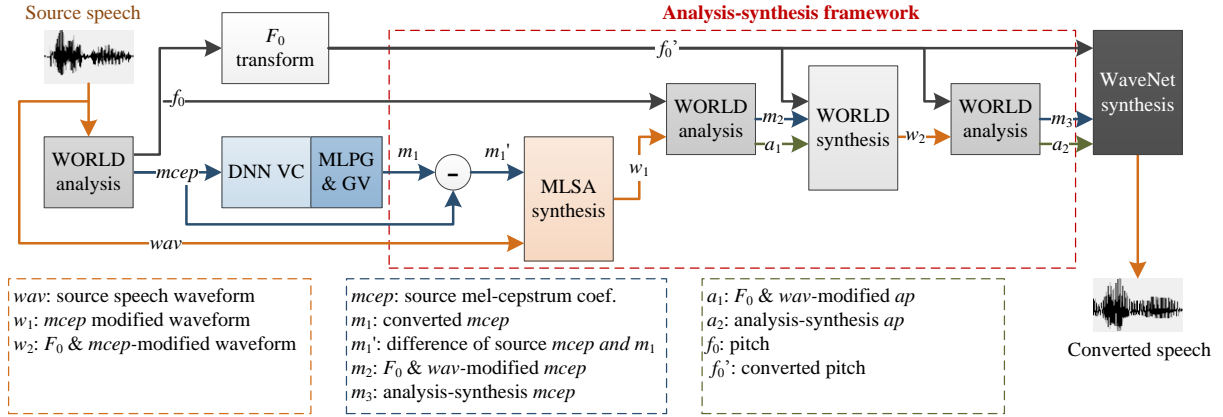 Source speech
Analysis-synthesis framework
F0
transform
f0'
f0
WaveNet
synthesis
WORLD
analysis
WORLD
synthesis
WORLD
analysis
m2
a1
w2
m3
a2
WORLD
analysis
mcep
DNN VC
MLPG
& GV
m1
-
m1'
MLSA
synthesis
w1
wav
wav: source speech waveform
w1: mcep modified waveform
w2: F0 & mcep-modified waveform
mcep: source mel-cepstrum coef.
m1: converted mcep
m1': difference of source mcep and m1
m2: F0 & wav-modified mcep
m3: analysis-synthesis mcep
a1: F0 & wav-modified ap
a2: analysis-synthesis ap
f0: pitch
f0’: converted pitch
Converted speech